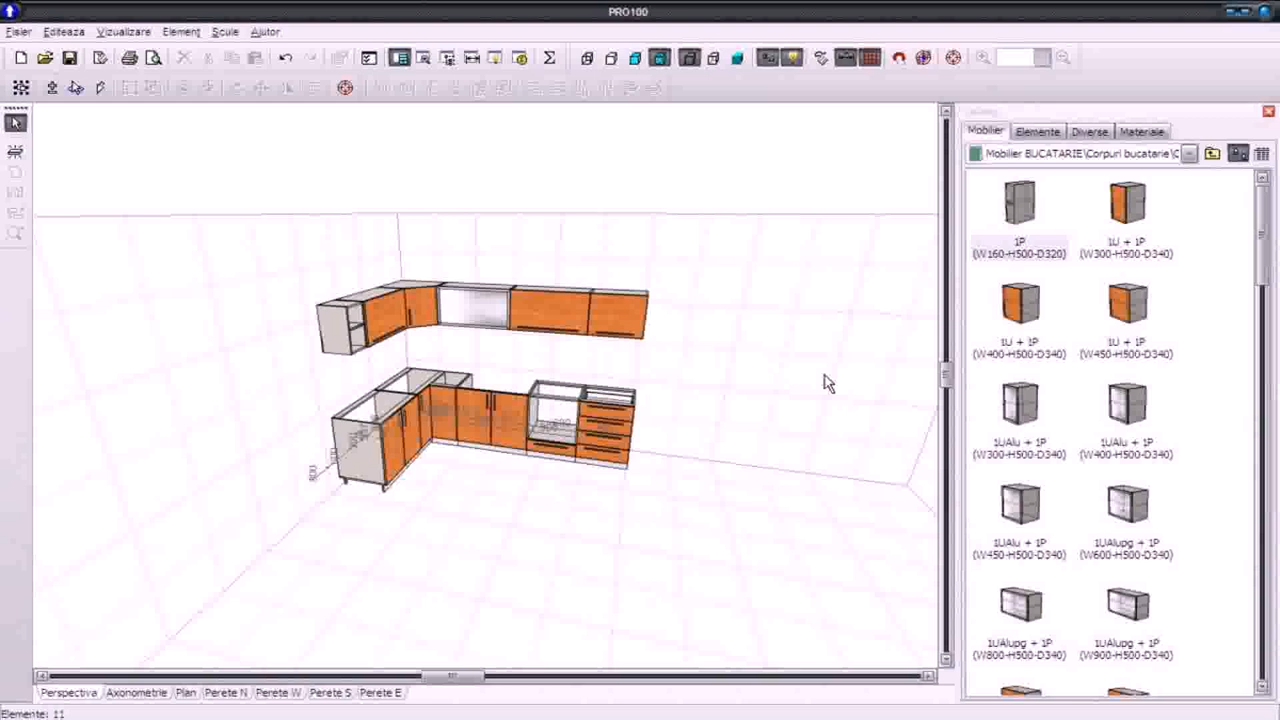 PRO100
Fisier Editeaza Vizualizare Element Scule Ajutor
Mobilier Elemente Diverse Materiale
Mobilier BUCATARIE\Corpuri bucatarie\C
1P
(W160-H500-D320)
1U + 1P
(W300-H500-D340)
1U + 1P
(W400-H500-D340)
1U + 1P
(W450-H500-D340)
1UAlu + 1P
(W300-H500-D340)
1UAlu + 1P
(W400-H500-D340)
1UAlu + 1P
(W450-H500-D340)
1UAlupg + 1P
(W600-H500-D340)
1UAlupg + 1P
(W800-H500-D340)
1UAlupg + 1P
(W900-H500-D340)
800
Perspectiva Axonometrie Plan Perete N Perete W Perete S Perete E
Elemente: 11